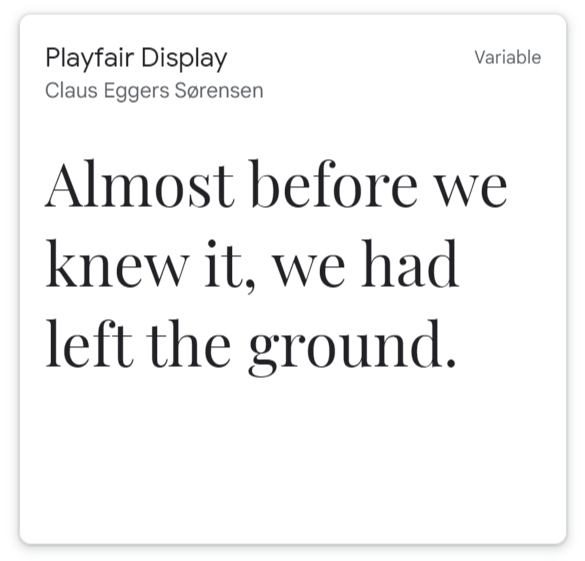 Playfair Display
Variable
Claus Eggers Sørensen
Almost before we
knew it, we had
left the ground.